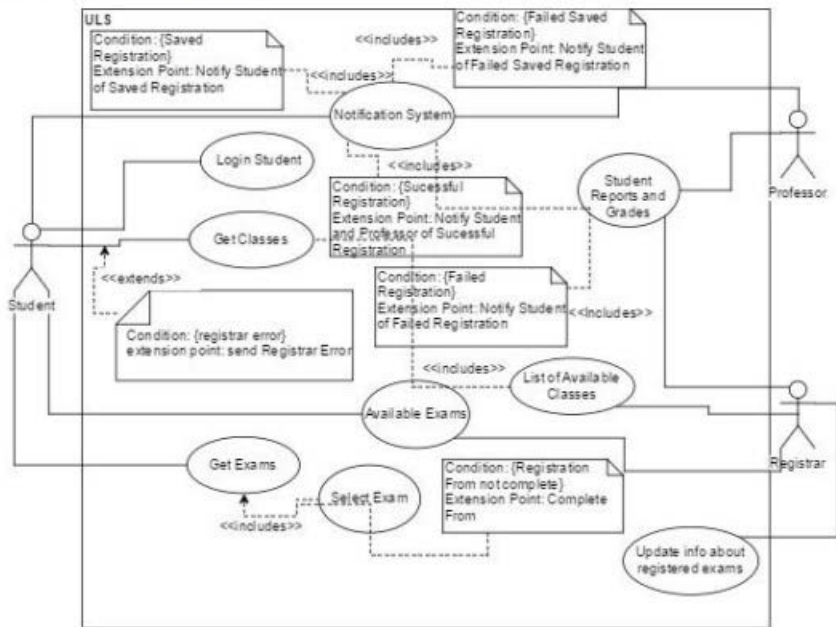 ULS
Condition: {Saved
Registration}
Extension Point: Notify Student
of Saved Registration
<<includes>>
<<includes>>
Condition: {Failed Saved
Registration}
Extension Point: Notify Student
of Failed Saved Registration
Notification System
Login Student
<<includes>>
Student
Reports and
Grades
Professor
Condition: {Sucessful
Registration}
Extension Point: Notify Student
and Professor of Sucessful
Registration
Get Classes
<<extends>>
Student
Condition: {Failed
Registration}
Extension Point: Notify Student
of Failed Registration
<<Includes>>
Condition: {registrar error}
extension point: send Registrar Error
<<includes>>
List of Available
Classes
Available Exams
Registrar
Get Exams
Select Exam
<<includes>>
Condition: {Registration
From not complete}
Extension Point: Complete
From
Update info about
registered exams